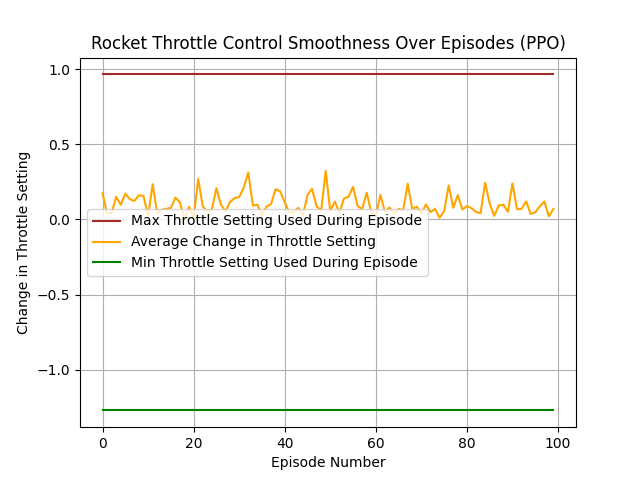 Rocket Throttle Control Smoothness Over Episodes (PPO)
1.0
0.5
0.0
−0.5
−1.0
Change in Throttle Setting
Max Throttle Setting Used During Episode
Average Change in Throttle Setting
Min Throttle Setting Used During Episode
0 20 40 60 80 100
Episode Number